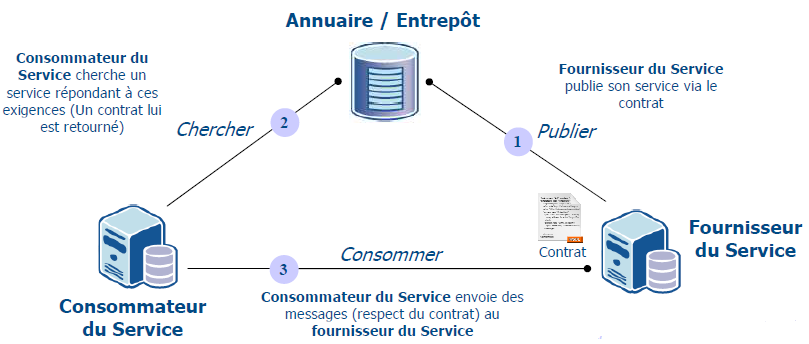 Annuaire / Entrepôt
Consommateur du
Service cherche un
service répondant à ces
exigences (Un contrat lui
est retourné)
Fournisseur du Service
publie son service via le
contrat
Chercher
2
1
Publier
Contrat
Fournisseur
du Service
Consommer
3
Consommateur
du Service
Consommateur du Service envoie des
messages (respect du contrat) au
fournisseur du Service